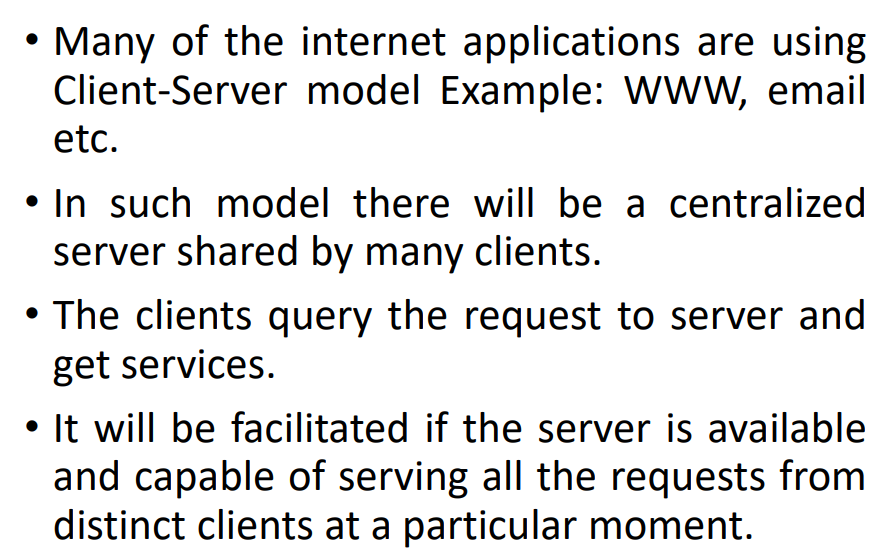 • Many of the internet applications are using
Client-Server model Example: WWW, email
etc.
• In such model there will be a centralized
server shared by many clients.
• The clients query the request to server and
get services.
• It will be facilitated if the server is available
and capable of serving all the requests from
distinct clients at a particular moment.